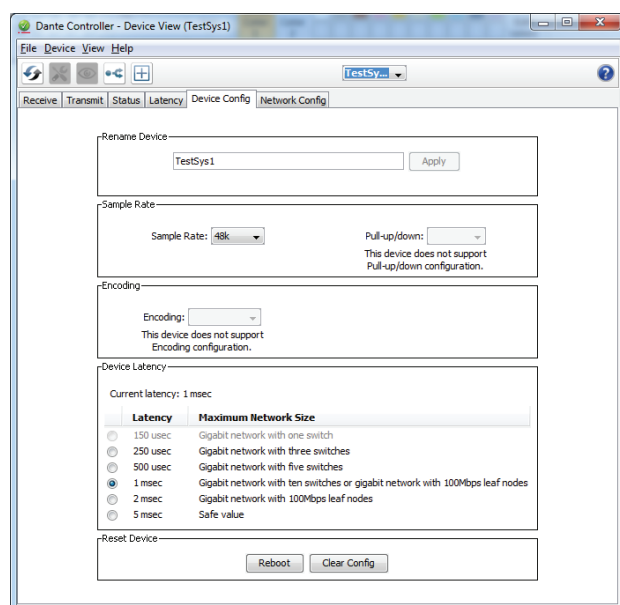 Dante Controller - Device View (TestSys1)
File Device View Help
TestSy...
Receive Transmit Status Latency Device Config Network Config
Rename Device
TestSys1 Apply
Sample Rate
Sample Rate: 48k Pull-up/down:
This device does not support
Pull-up/down configuration.
Encoding
Encoding:
This device does not support
Encoding configuration.
Device Latency
Current latency: 1 msec
Latency Maximum Network Size
150 usec Gigabit network with one switch
250 usec Gigabit network with three switches
500 usec Gigabit network with five switches
1 msec Gigabit network with ten switches or gigabit network with 100Mbps leaf nodes
2 msec Gigabit network with 100Mbps leaf nodes
5 msec Safe value
Reset Device
Reboot Clear Config